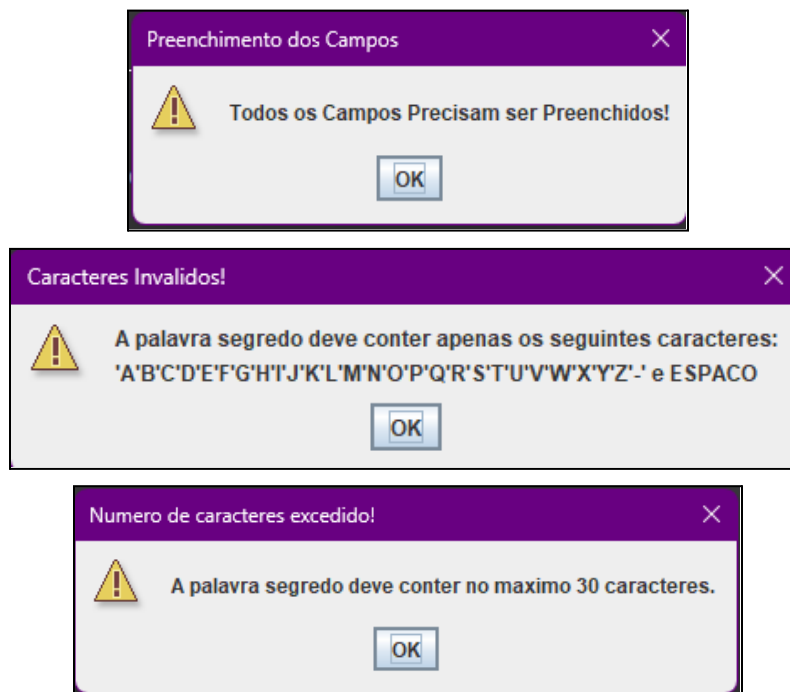 Preenchimento dos Campos
Todos os Campos Precisam ser Preenchidos!
OK
Caracteres Invalidos!
A palavra segredo deve conter apenas os seguintes caracteres:
'A'B'C'D'E'F'G'H'I'J'K'L'M'N'O'P'Q'R'S'T'U'V'W'X'Y'Z'-' e ESPACO
OK
Numero de caracteres excedido!
A palavra segredo deve conter no maximo 30 caracteres.
OK